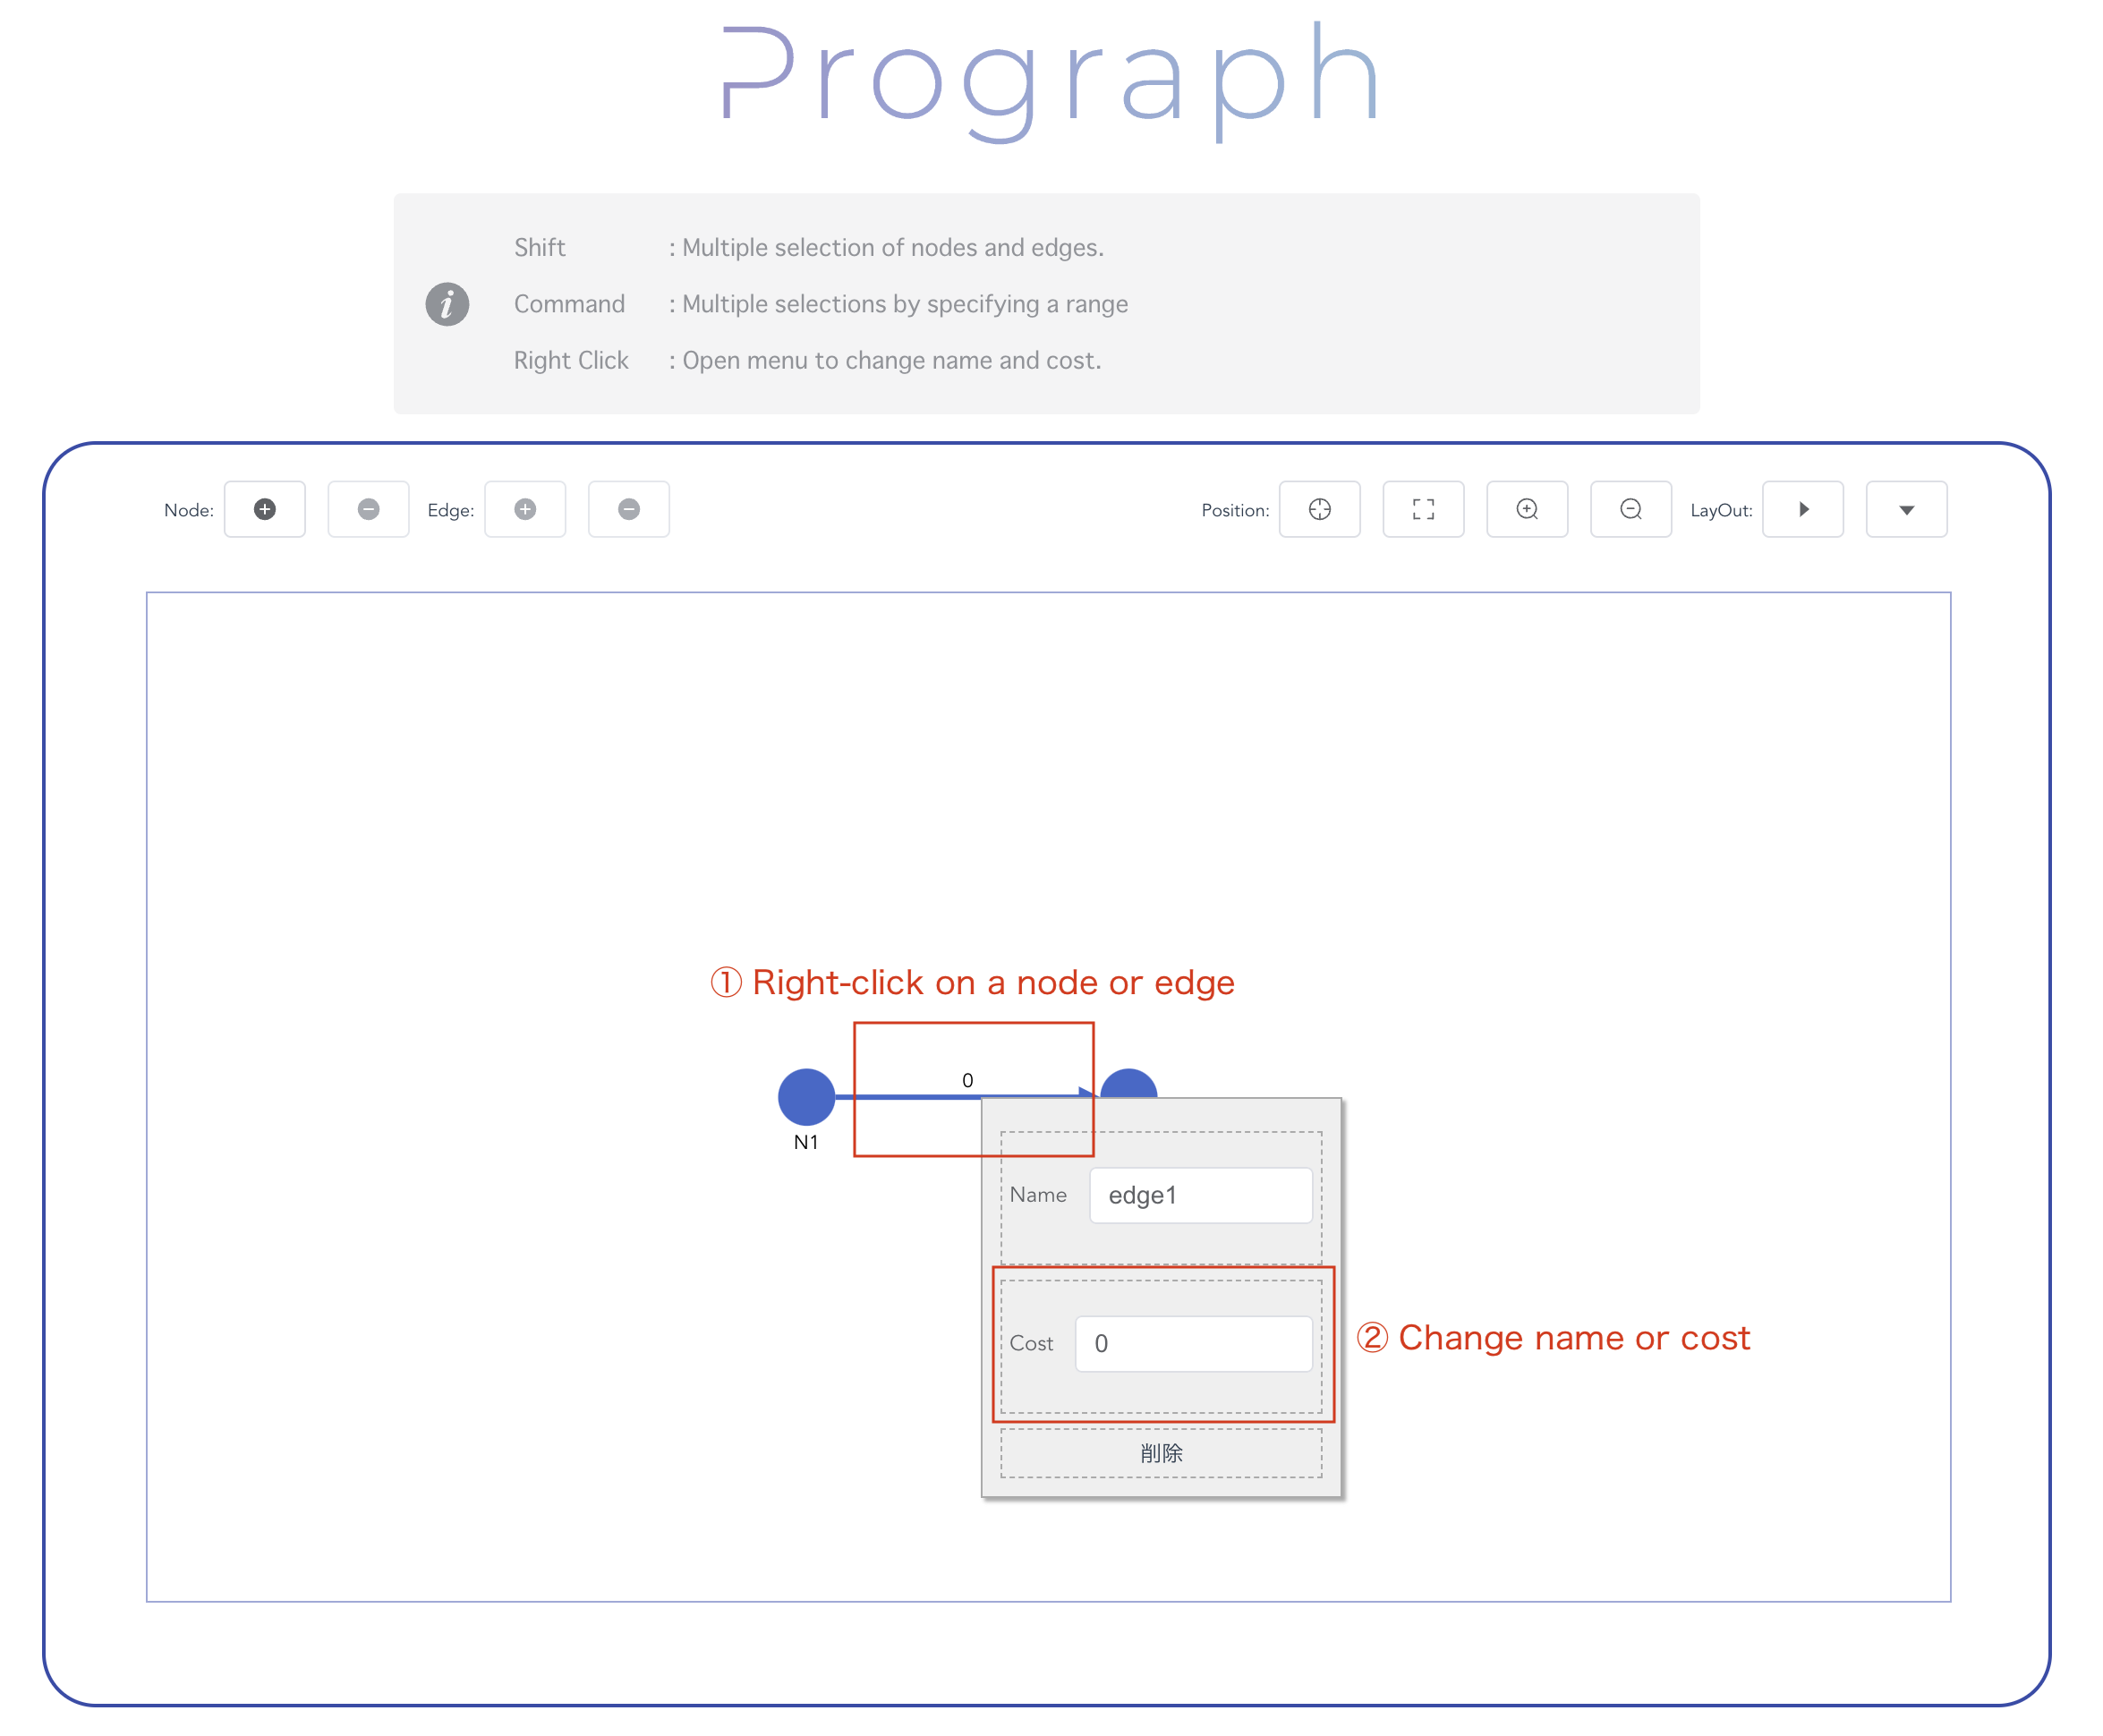 Prograph
Shift : Multiple selection of nodes and edges.
Command : Multiple selections by specifying a range
Right Click : Open menu to change name and cost.
Node: Edge: Position: LayOut:
① Right-click on a node or edge
0
N1
Name edge1
Cost 0
② Change name or cost
削除